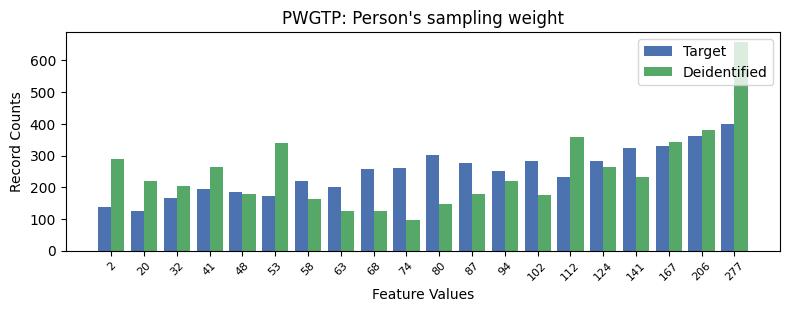 PWGTP: Person's sampling weight
Record Counts
600
500
400
300
200
100
0
Target
Deidentified
2 20 32 41 48 53 58 63 68 74 80 87 94 102 112 124 141 167 206 277
Feature Values